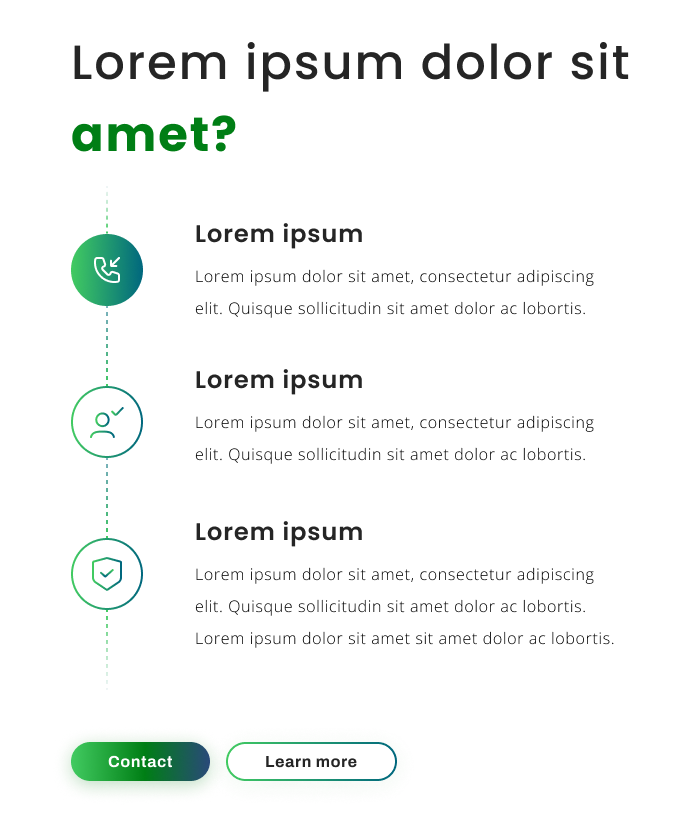 Lorem ipsum dolor sit
amet?
Lorem ipsum
Lorem ipsum dolor sit amet, consectetur adipiscing
elit. Quisque sollicitudin sit amet dolor ac lobortis.
Lorem ipsum
Lorem ipsum dolor sit amet, consectetur adipiscing
elit. Quisque sollicitudin sit amet dolor ac lobortis.
Lorem ipsum
Lorem ipsum dolor sit amet, consectetur adipiscing
elit. Quisque sollicitudin sit amet dolor ac lobortis.
Lorem ipsum dolor sit amet sit amet dolor ac lobortis.
Contact
Learn more